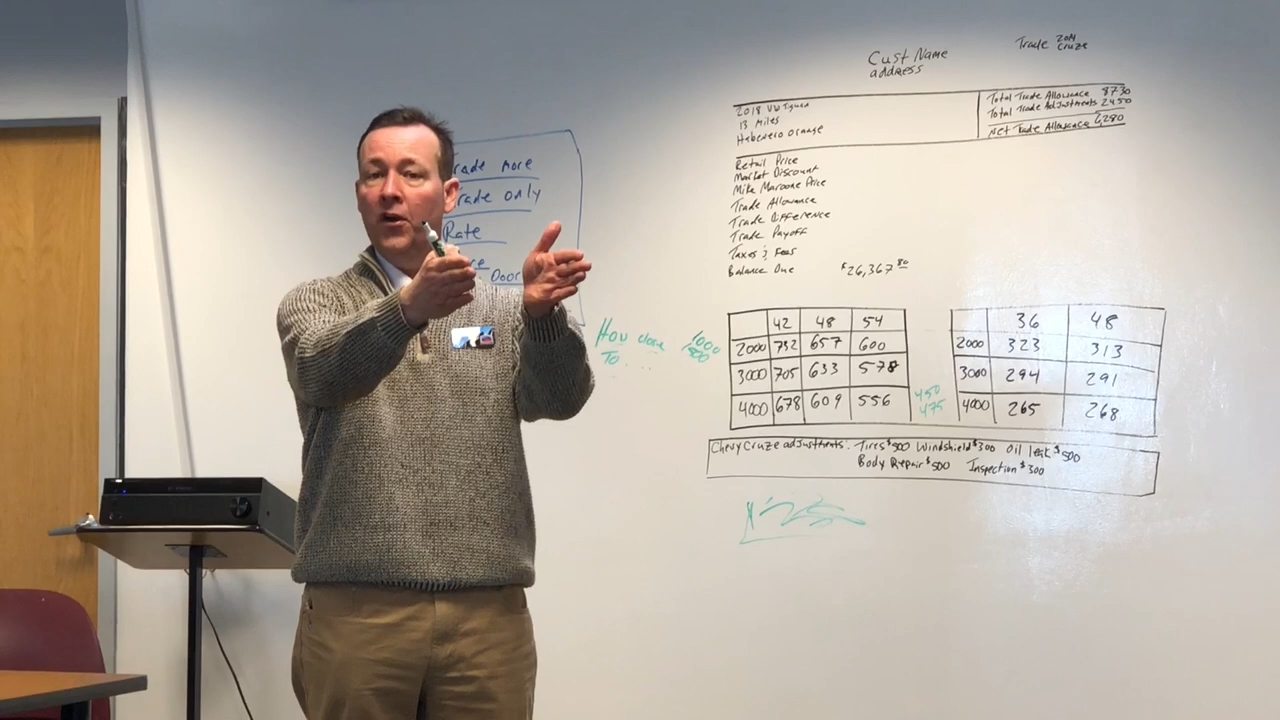 Cust Name
address
Trade 2014
Cruze
2018 VW Tiguan
13 Miles
Habenero Orange
Total Trade Allowance 8730
Total Trade Adjustments 2450
Net Trade Allowance 6,280
Retail Price
Market Discount
Mike Maroone Price
Trade Allowance
Trade Difference
Trade Payoff
Taxes & Fees
Balance Due $26,367.80
rade more
rade only
Rate
Door
How close 1000
To ... 500
42 48 54
2000 732 657 600
3000 705 633 578
4000 678 609 556
450
475
36 48
2000 323 313
3000 294 291
4000 265 268
Chevy Cruze adjustments: Tires $500 Windshield $300 Oil leak $500
Body Repair $500 Inspection $300